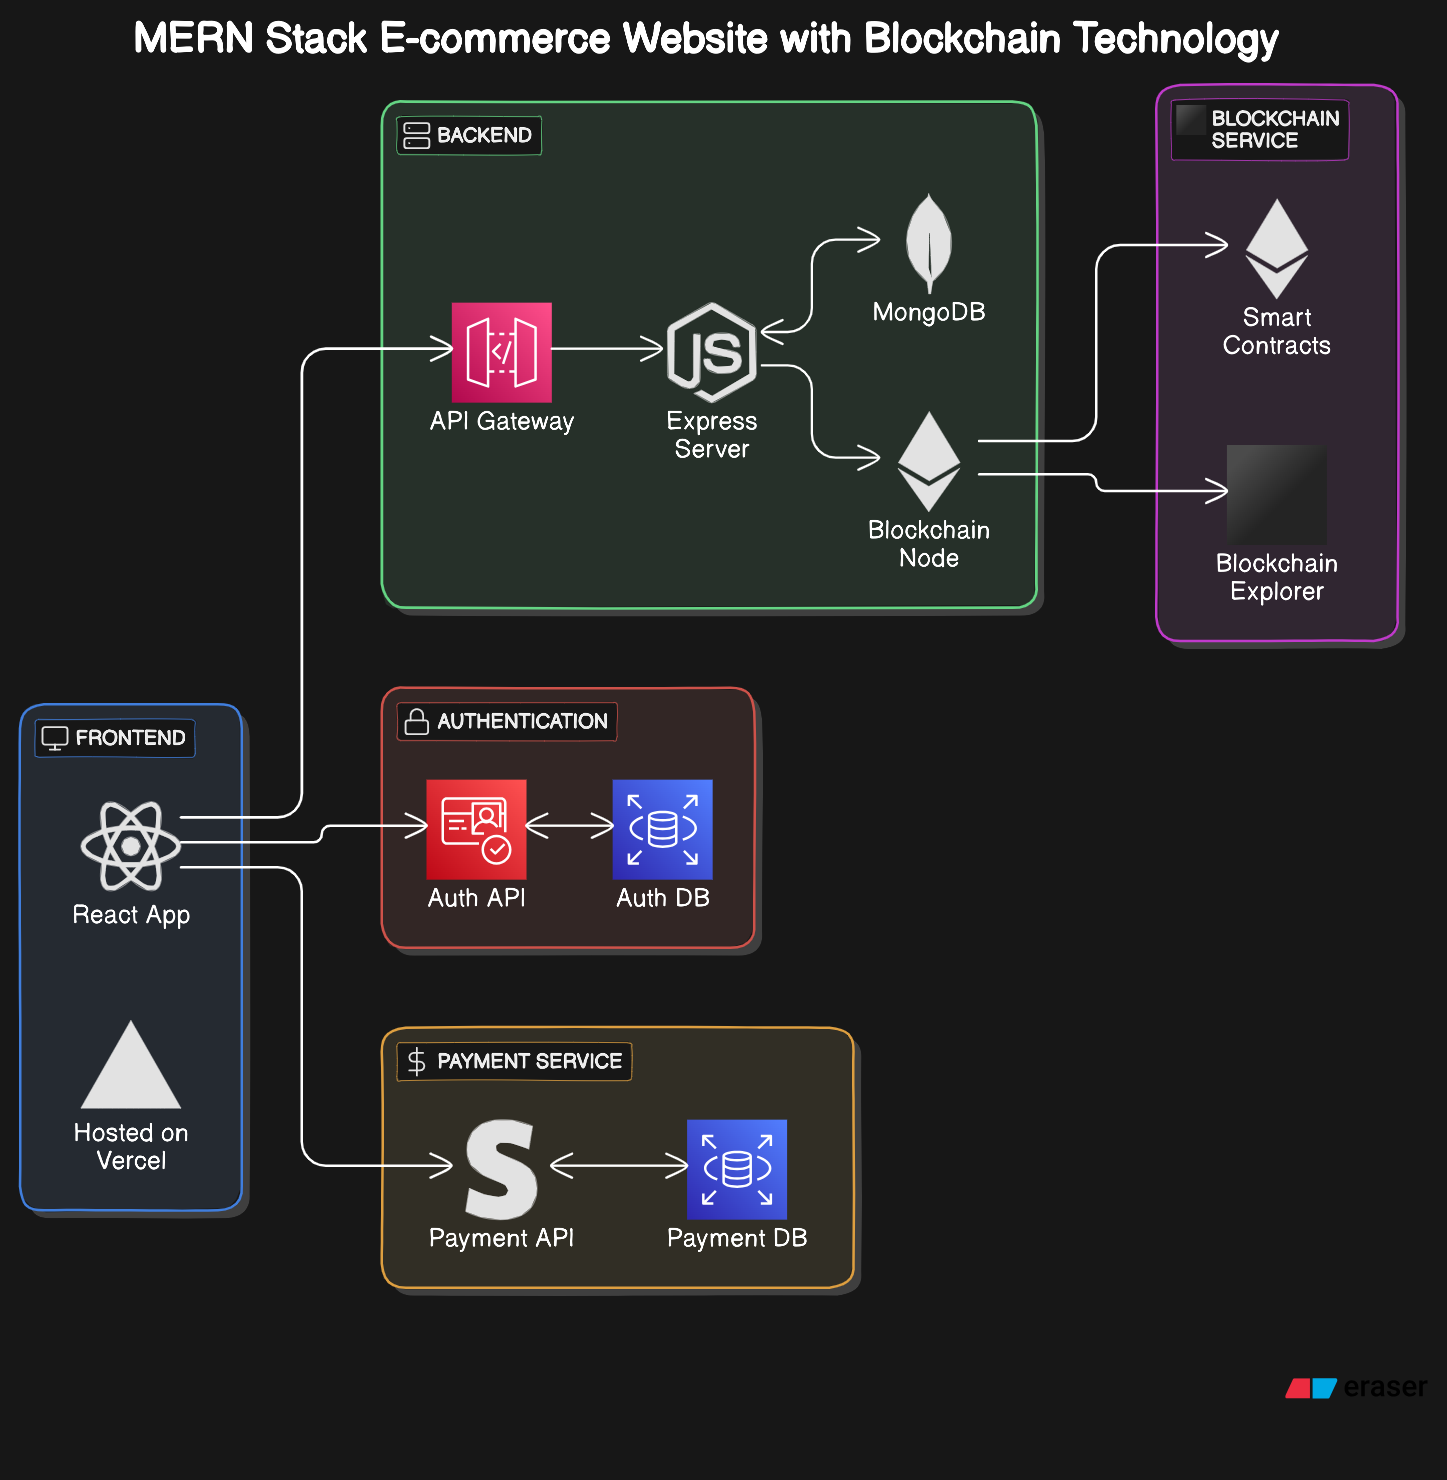 MERN Stack E-commerce Website with Blockchain Technology
BACKEND
BLOCKCHAIN
SERVICE
MongoDB
Smart
Contracts
API Gateway
JS
Express
Server
Blockchain
Node
Blockchain
Explorer
FRONTEND
AUTHENTICATION
React App
Auth API
Auth DB
Hosted on
Vercel
$ PAYMENT SERVICE
S
Payment API
Payment DB
eraser